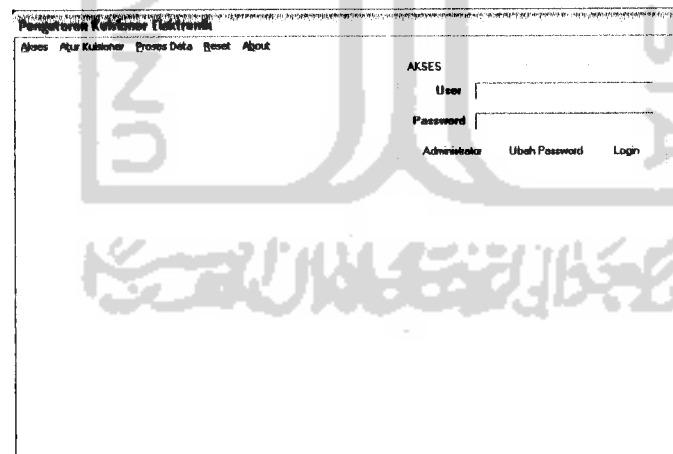 Pengaturan Kuisioner Elektronik
Akses Atur Kuisioner Proses Data Reset About
AKSES
User
Password
Administrator Ubah Password Login